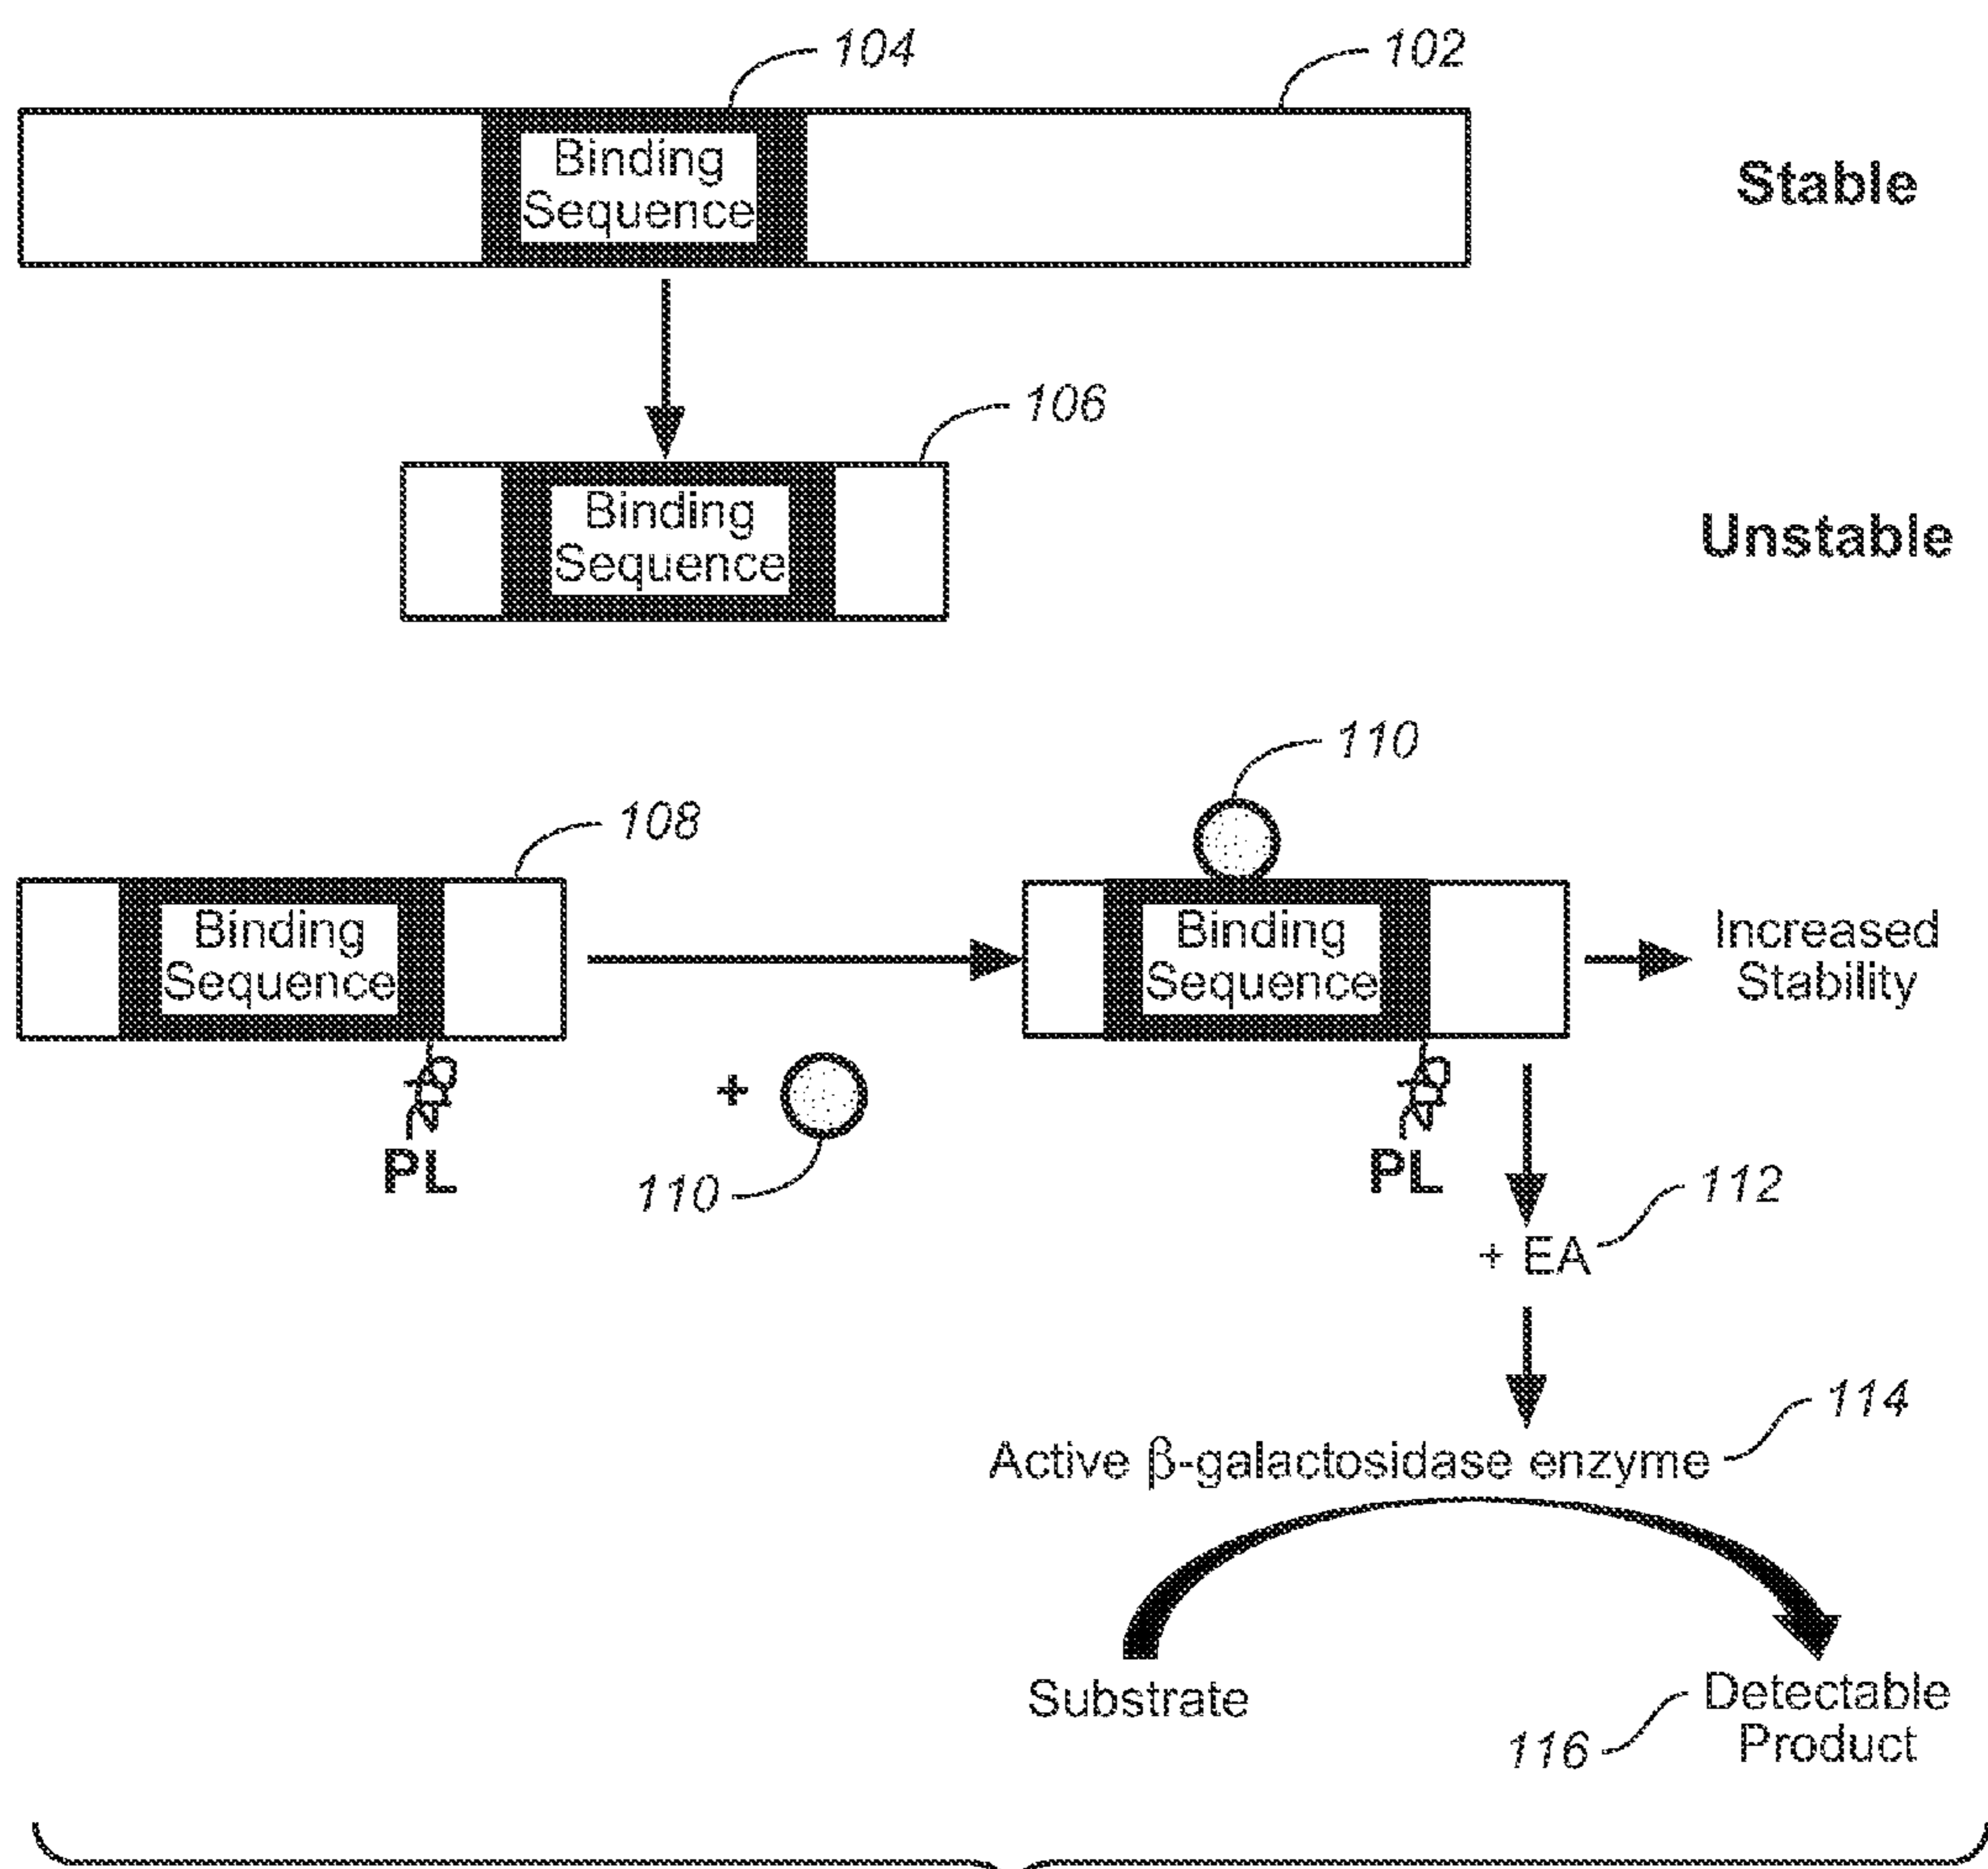 104
102
Binding
Sequence
Stable
106
Binding
Sequence
Unstable
110
108
Binding
Sequence
Binding
Sequence
Increased
Stability
PL
+
110
PL
112
+ EA
114
Active β-galactosidase enzyme
Substrate
Detectable
Product
116